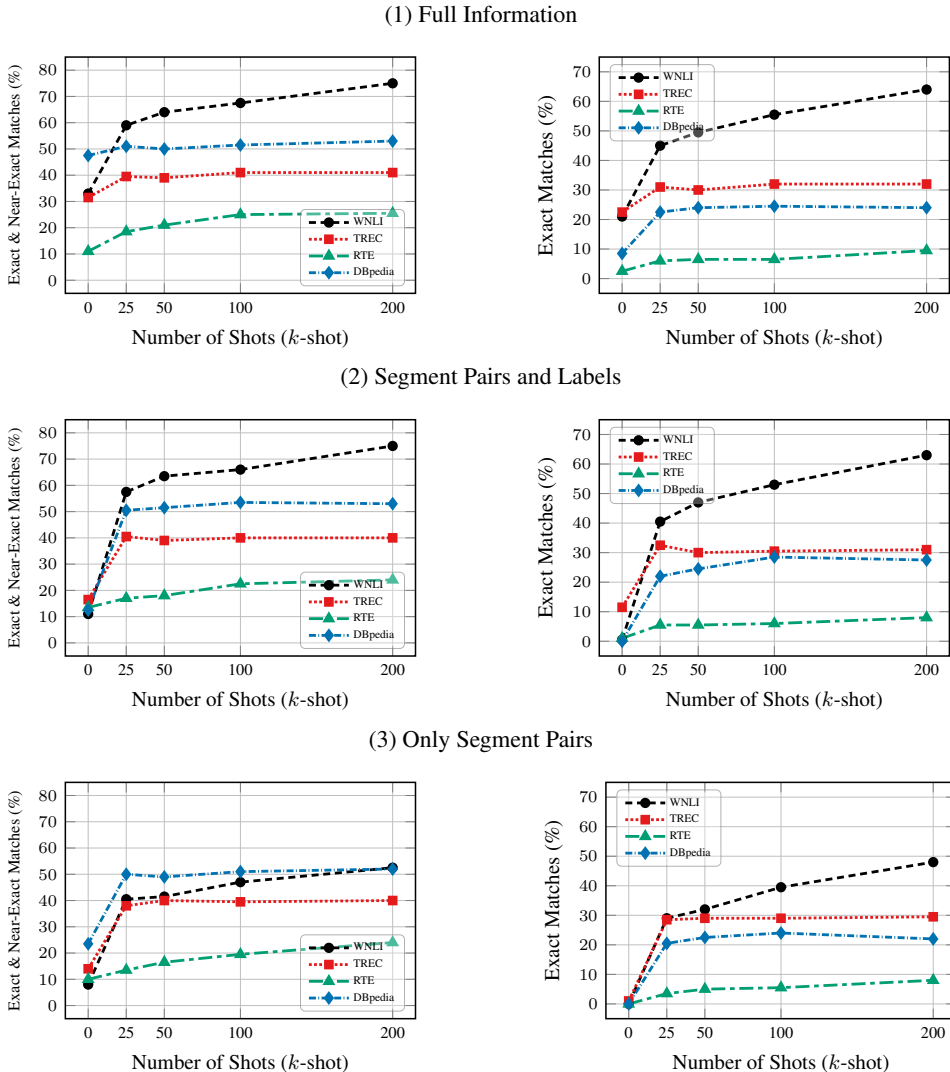 (1) Full Information
Exact & Near-Exact Matches (%)
80
70
60
50
40
30
20
10
0
0 25 50 100 200
Number of Shots (k-shot)
WNLI
TREC
RTE
DBpedia
Exact Matches (%)
70
60
50
40
30
20
10
0
0 25 50 100 200
Number of Shots (k-shot)
WNLI
TREC
RTE
DBpedia
(2) Segment Pairs and Labels
Exact & Near-Exact Matches (%)
80
70
60
50
40
30
20
10
0
0 25 50 100 200
Number of Shots (k-shot)
WNLI
TREC
RTE
DBpedia
Exact Matches (%)
70
60
50
40
30
20
10
0
0 25 50 100 200
Number of Shots (k-shot)
WNLI
TREC
RTE
DBpedia
(3) Only Segment Pairs
Exact & Near-Exact Matches (%)
80
70
60
50
40
30
20
10
0
0 25 50 100 200
Number of Shots (k-shot)
WNLI
TREC
RTE
DBpedia
Exact Matches (%)
70
60
50
40
30
20
10
0
0 25 50 100 200
Number of Shots (k-shot)
WNLI
TREC
RTE
DBpedia